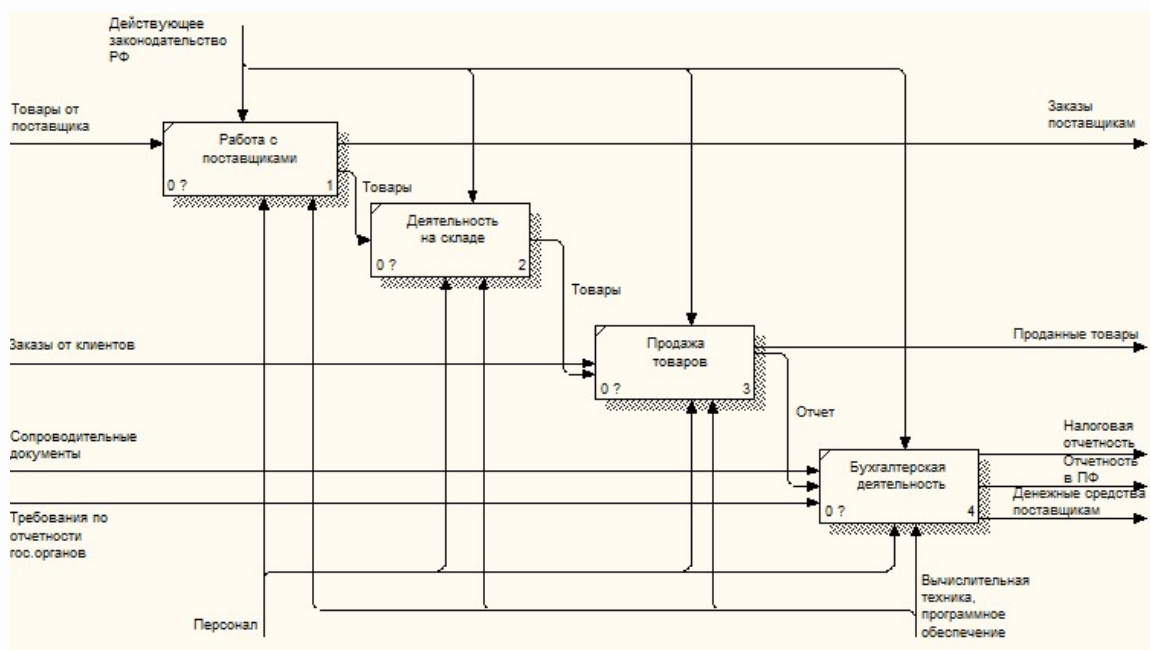 Действующее
законодательство
РФ
Товары от
поставщика
Заказы
поставщикам
Работа с
поставщиками
0 ?
1
Товары
Деятельность
на складе
0 ?
2
Товары
Заказы от клиентов
Продажа
товаров
0 ?
3
Проданные товары
Отчет
Сопроводительные
документы
Бухгалтерская
деятельность
0 ?
4
Налоговая
отчетность
Отчетность
в ПФ
Денежные средства
поставщикам
Требования по
отчетности
гос.органов
Персонал
Вычислительная
техника,
программное
обеспечение